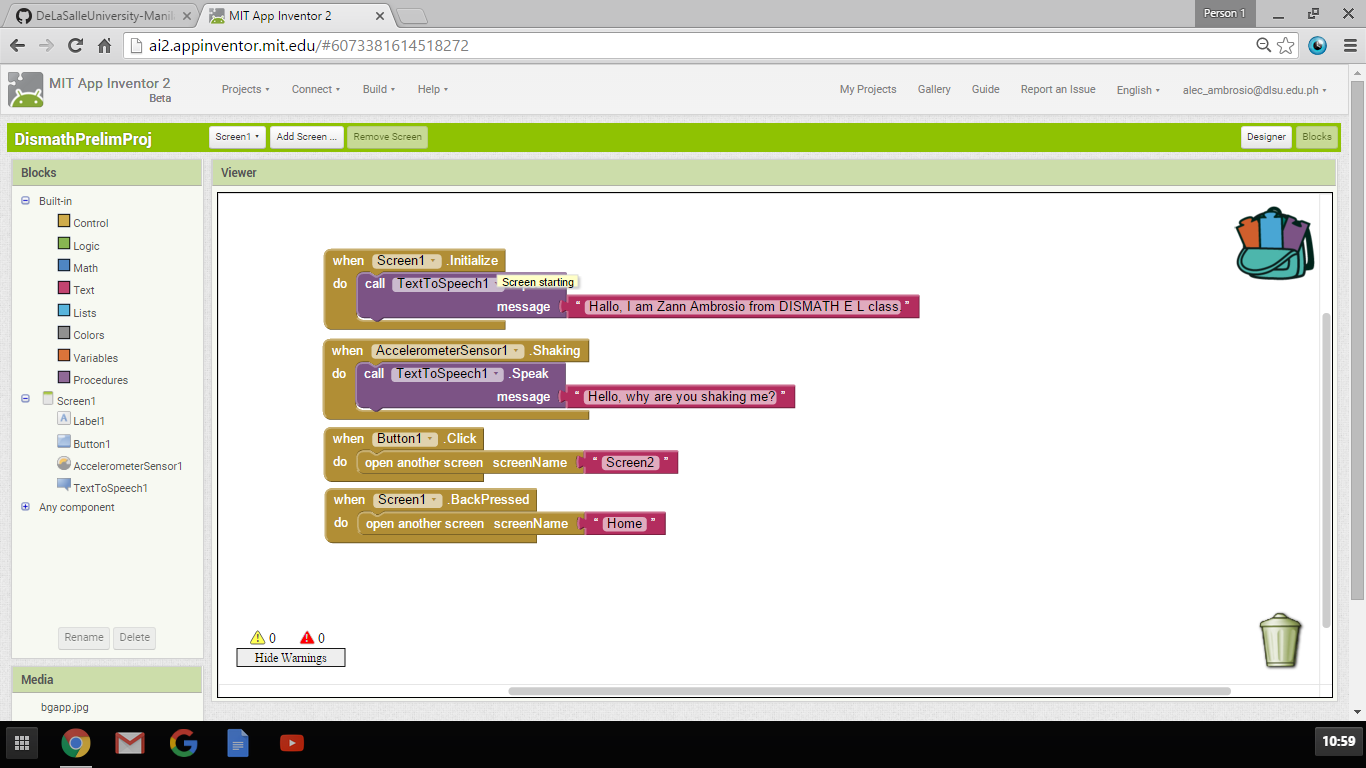 DeLaSalleUniversity-Manil
MIT App Inventor 2
Person 1
ai2.appinventor.mit.edu/#6073381614518272
MIT App Inventor 2
Beta
Projects
Connect
Build
Help
My Projects
Gallery
Guide
Report an Issue
English
alec_ambrosio@dlsu.edu.ph
DismathPrelimProj
Screen1
Add Screen ...
Remove Screen
Designer
Blocks
Blocks
Built-in
Control
Logic
Math
Text
Lists
Colors
Variables
Procedures
Screen1
Label1
Button1
AccelerometerSensor1
TextToSpeech1
Any component
Rename
Delete
Media
bgapp.jpg
Viewer
when Screen1 .Initialize
do call TextToSpeech1
Screen starting
message " Hallo, I am Zann Ambrosio from DISMATH E L class "
when AccelerometerSensor1 .Shaking
do call TextToSpeech1 .Speak
message " Hello, why are you shaking me? "
when Button1 .Click
do open another screen screenName " Screen2 "
when Screen1 .BackPressed
do open another screen screenName " Home "
0 0
Hide Warnings
10:59